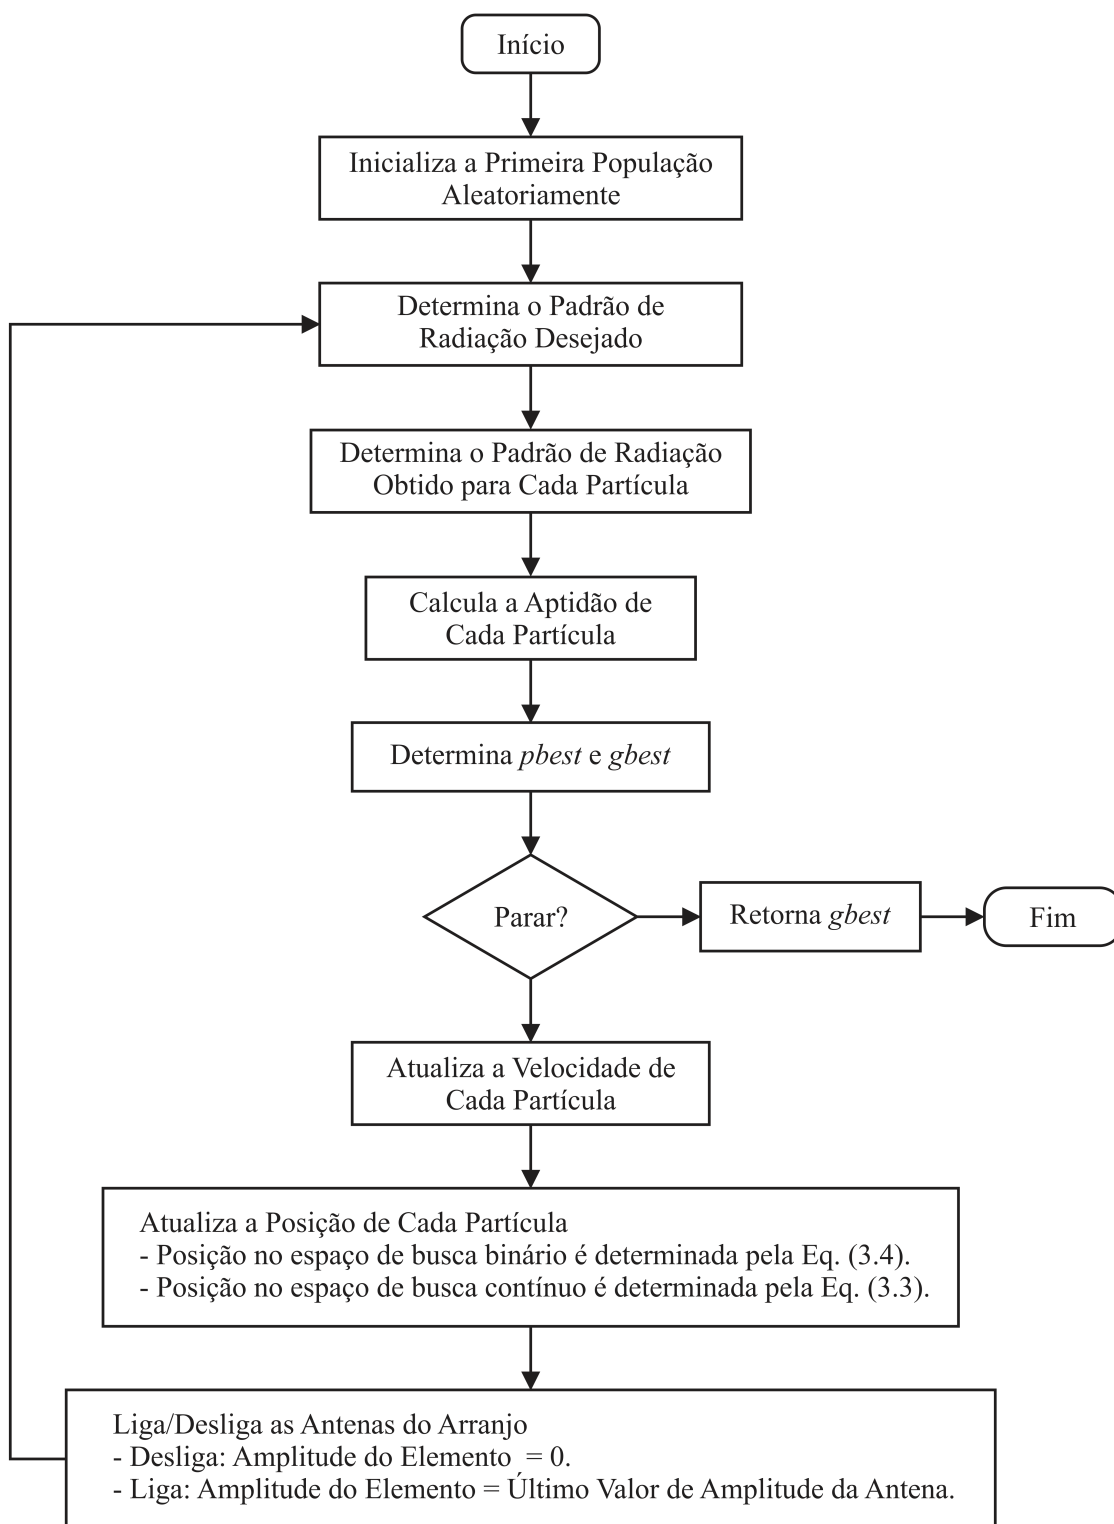 Início
Inicializa a Primeira População
Aleatoriamente
Determina o Padrão de
Radiação Desejado
Determina o Padrão de Radiação
Obtido para Cada Partícula
Calcula a Aptidão de
Cada Partícula
Determina pbest e gbest
Parar?
Retorna gbest
Fim
Atualiza a Velocidade de
Cada Partícula
Atualiza a Posição de Cada Partícula
- Posição no espaço de busca binário é determinada pela Eq. (3.4).
- Posição no espaço de busca contínuo é determinada pela Eq. (3.3).
Liga/Desliga as Antenas do Arranjo
- Desliga: Amplitude do Elemento = 0.
- Liga: Amplitude do Elemento = Último Valor de Amplitude da Antena.